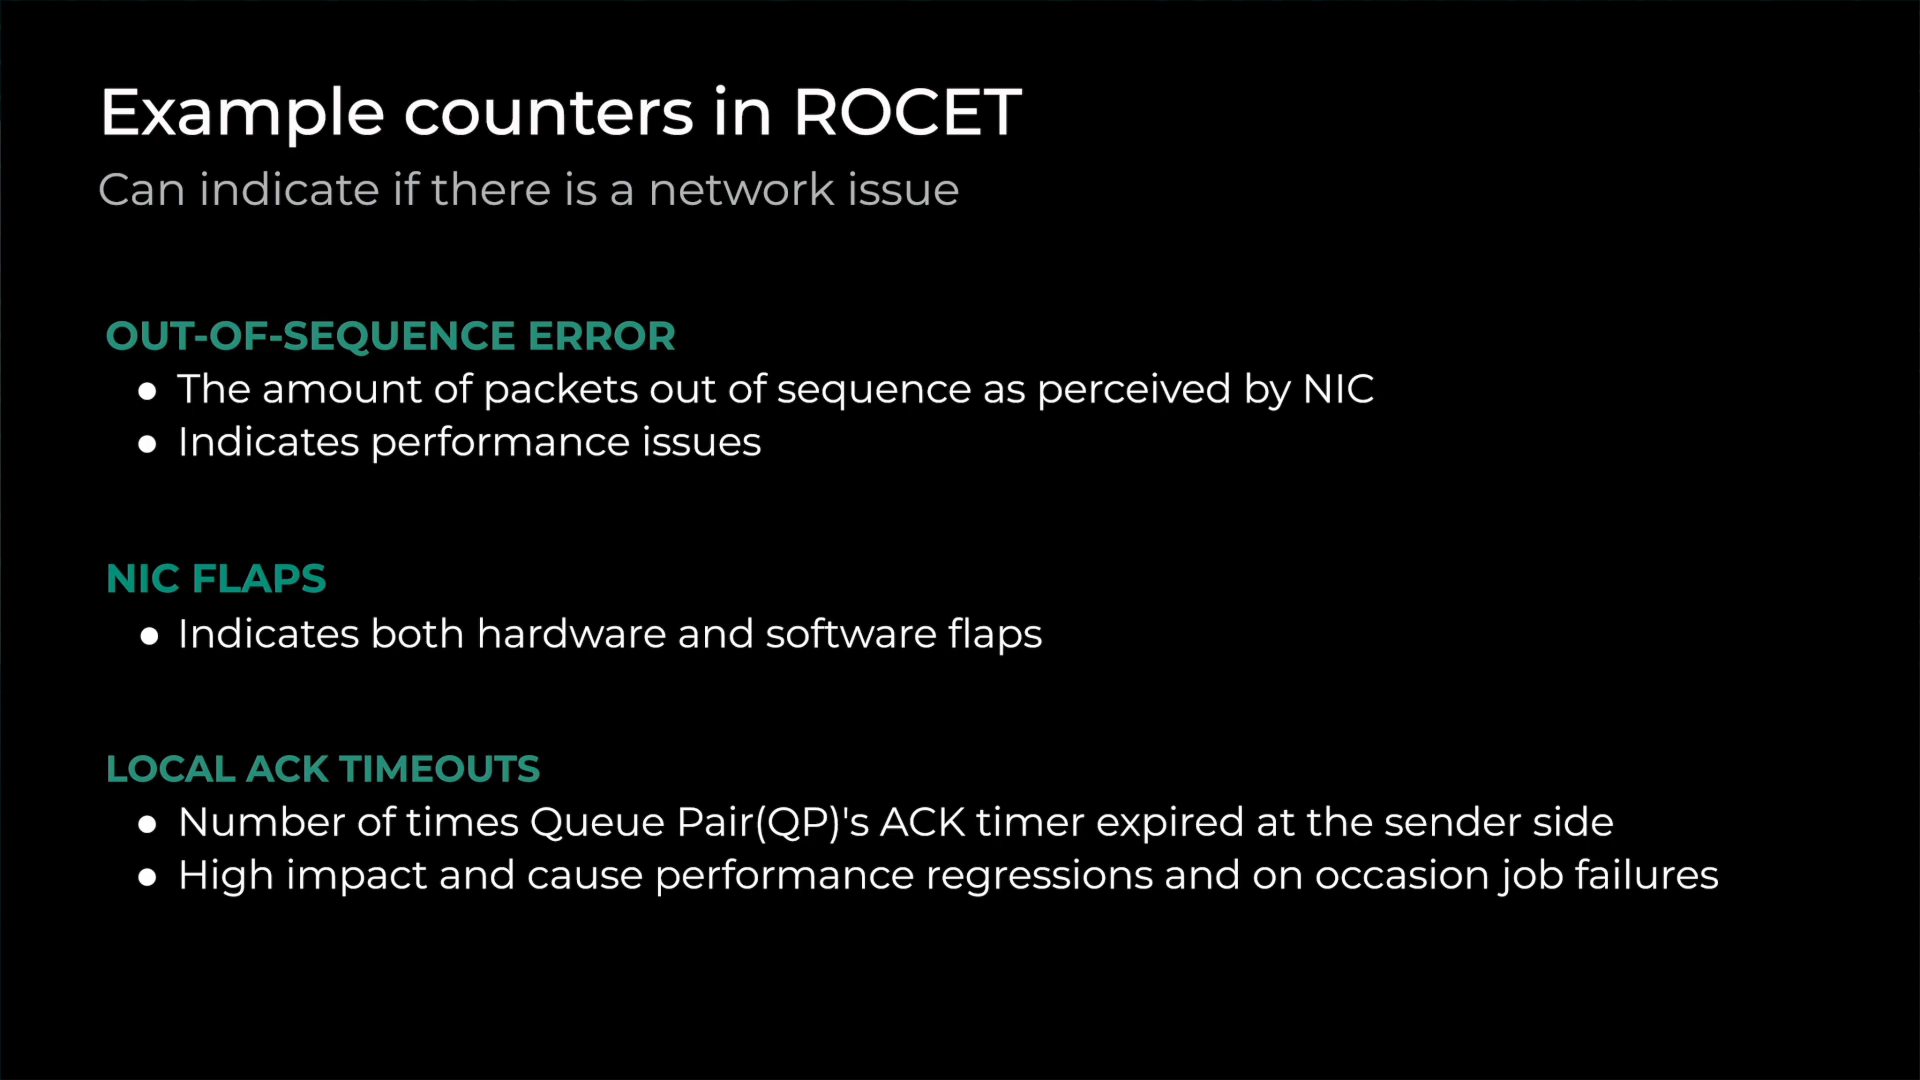 Example counters in ROCET
Can indicate if there is a network issue
OUT-OF-SEQUENCE ERROR
● The amount of packets out of sequence as perceived by NIC
● Indicates performance issues
NIC FLAPS
● Indicates both hardware and software flaps
LOCAL ACK TIMEOUTS
● Number of times Queue Pair(QP)'s ACK timer expired at the sender side
● High impact and cause performance regressions and on occasion job failures